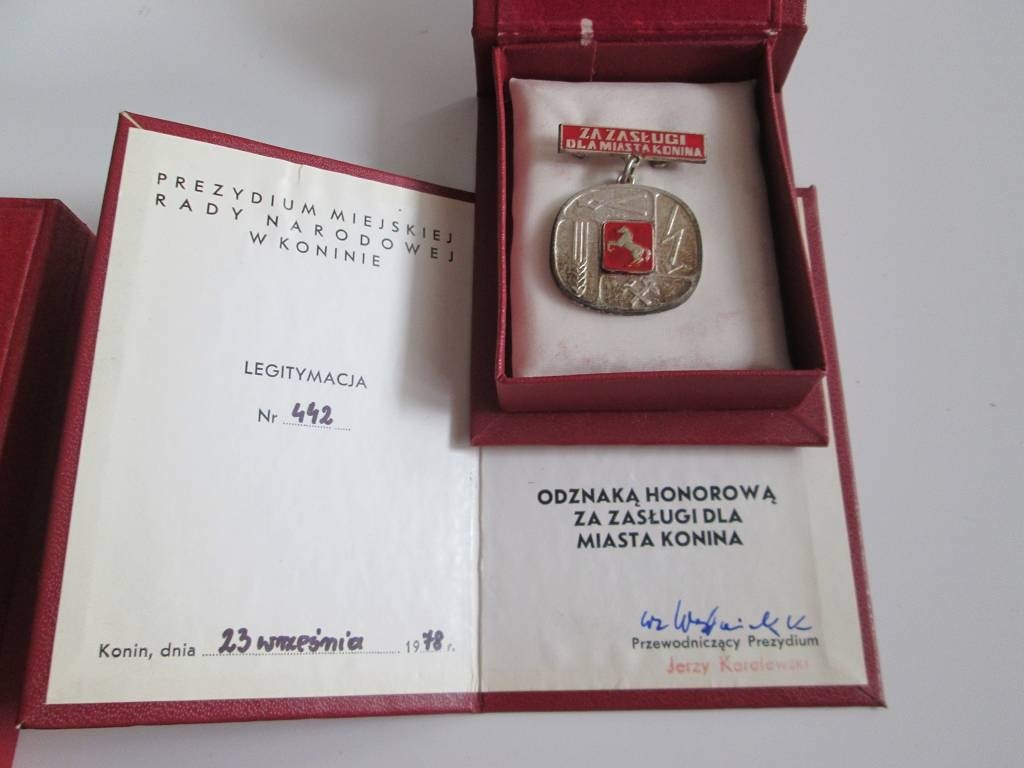 PREZYDIUM MIEJSKIEJ
RADY NARODOWEJ
W KONINIE
LEGITYMACJA
Nr 442
Konin, dnia 23 września 1978 r.
ZA ZASŁUGI
DLA MIASTA KONINA
ODZNAKĄ HONOROWĄ
ZA ZASŁUGI DLA
MIASTA KONINA
Przewodniczący Prezydium
Jerzy